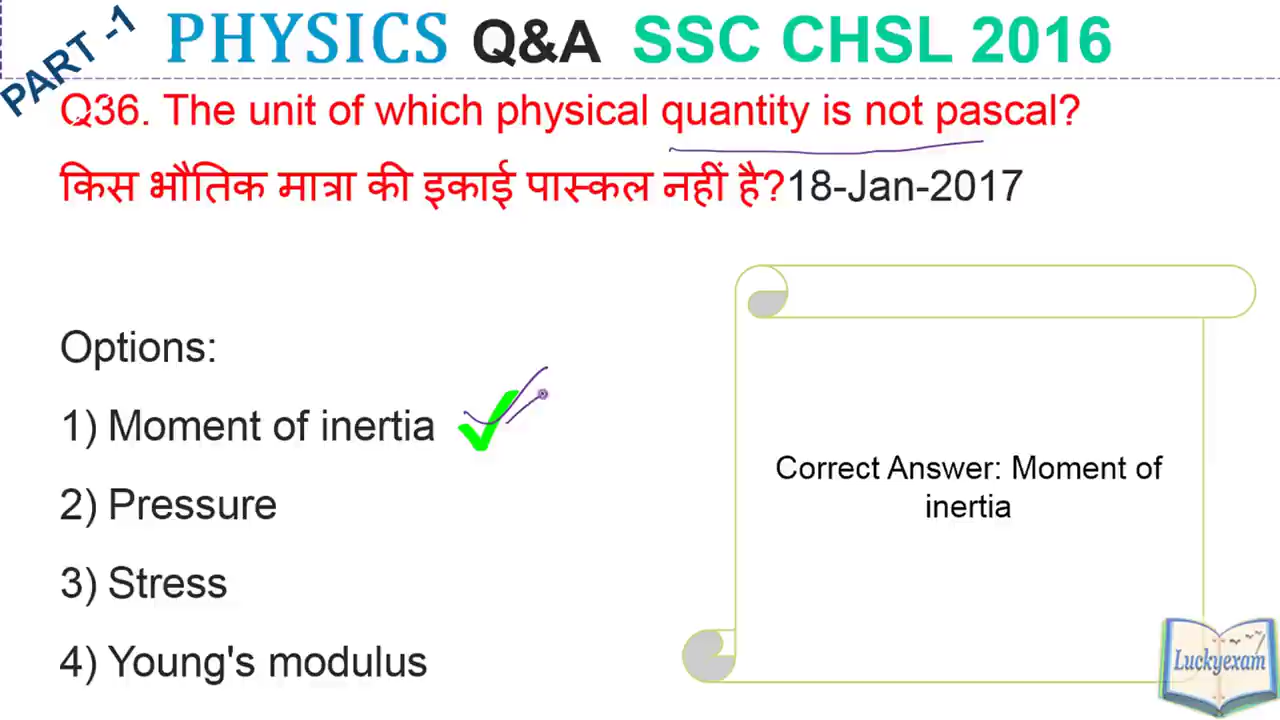 PART -1
PHYSICS Q&A SSC CHSL 2016
Q36. The unit of which physical quantity is not pascal?
किस भौतिक मात्रा की इकाई पास्कल नहीं है?18-Jan-2017
Options:
1) Moment of inertia
2) Pressure
3) Stress
4) Young's modulus
Correct Answer: Moment of
inertia
Luckyexam